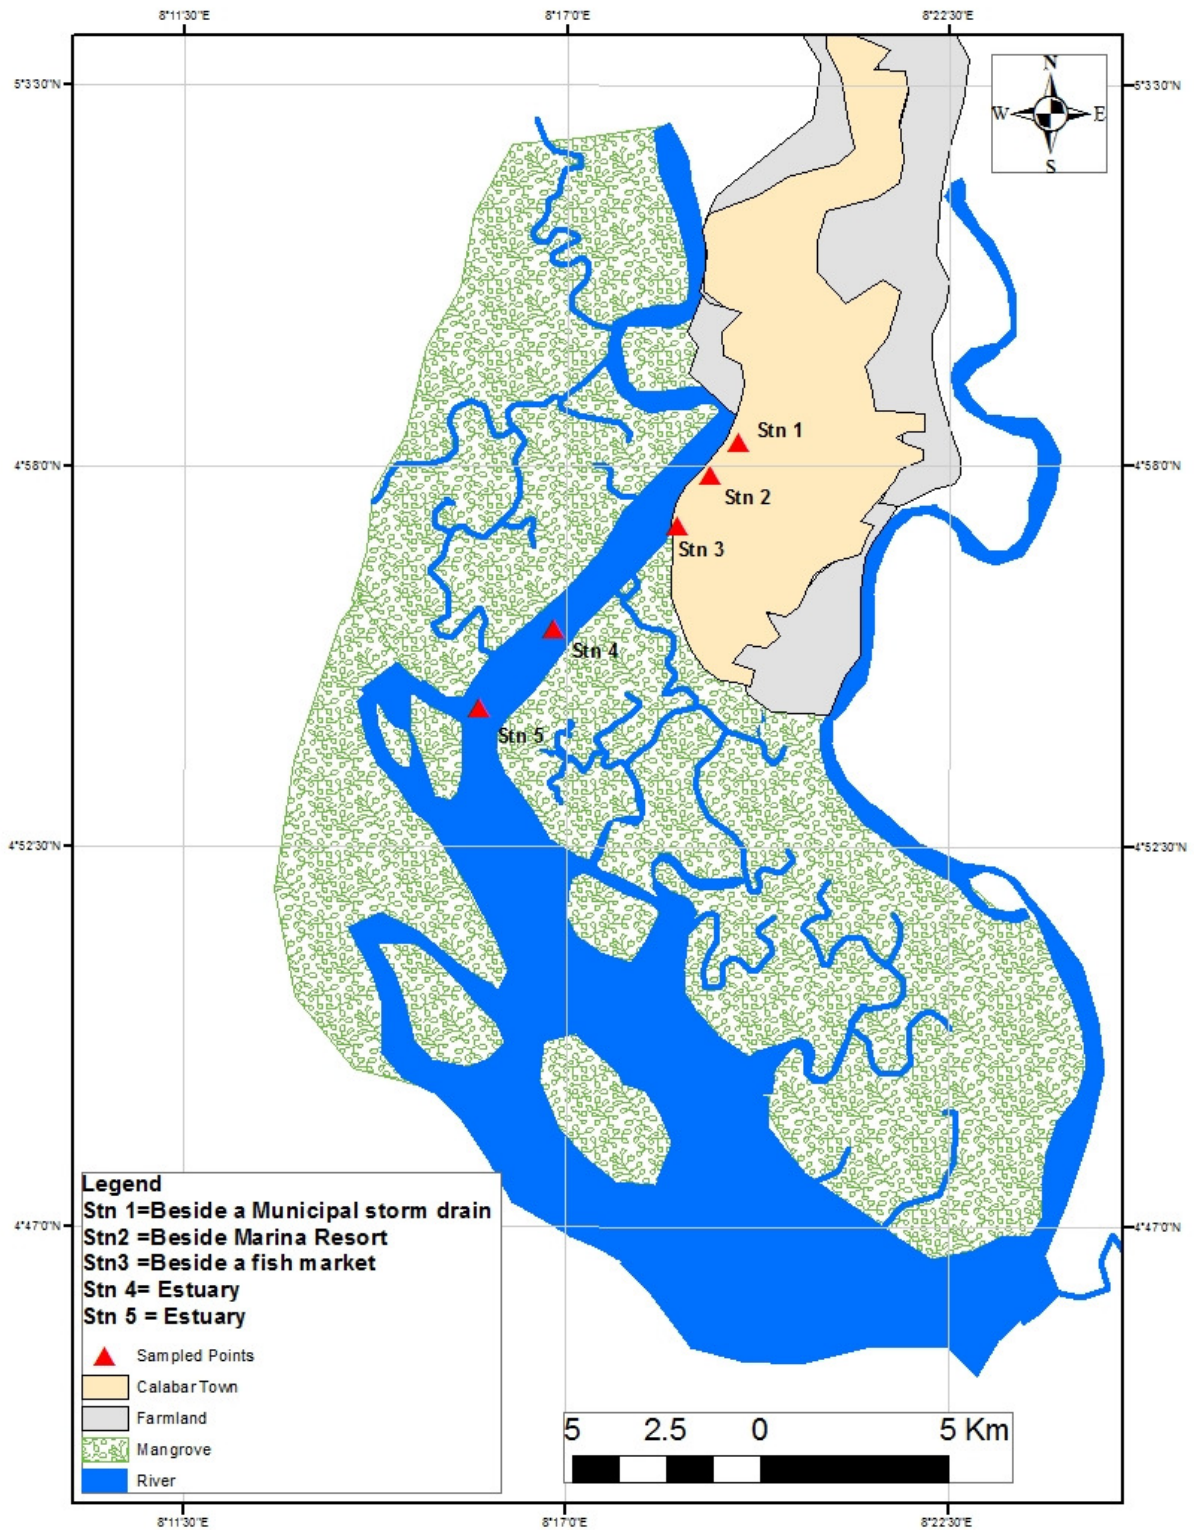 8°11'30"E 8°17'0"E 8°22'30"E
5°3'30"N 5°3'30"N
N
W E
S
Stn 1
4°58'0"N 4°58'0"N
Stn 2
Stn 3
Stn 4
Stn 5
4°52'30"N 4°52'30"N
Legend
Stn 1=Beside a Municipal storm drain
Stn2 =Beside Marina Resort
Stn3 =Beside a fish market
Stn 4= Estuary
Stn 5 = Estuary
4°47'0"N 4°47'0"N
Sampled Points
Calabar Town
Farmland
Mangrove
River
5 2.5 0 5 Km
8°11'30"E 8°17'0"E 8°22'30"E